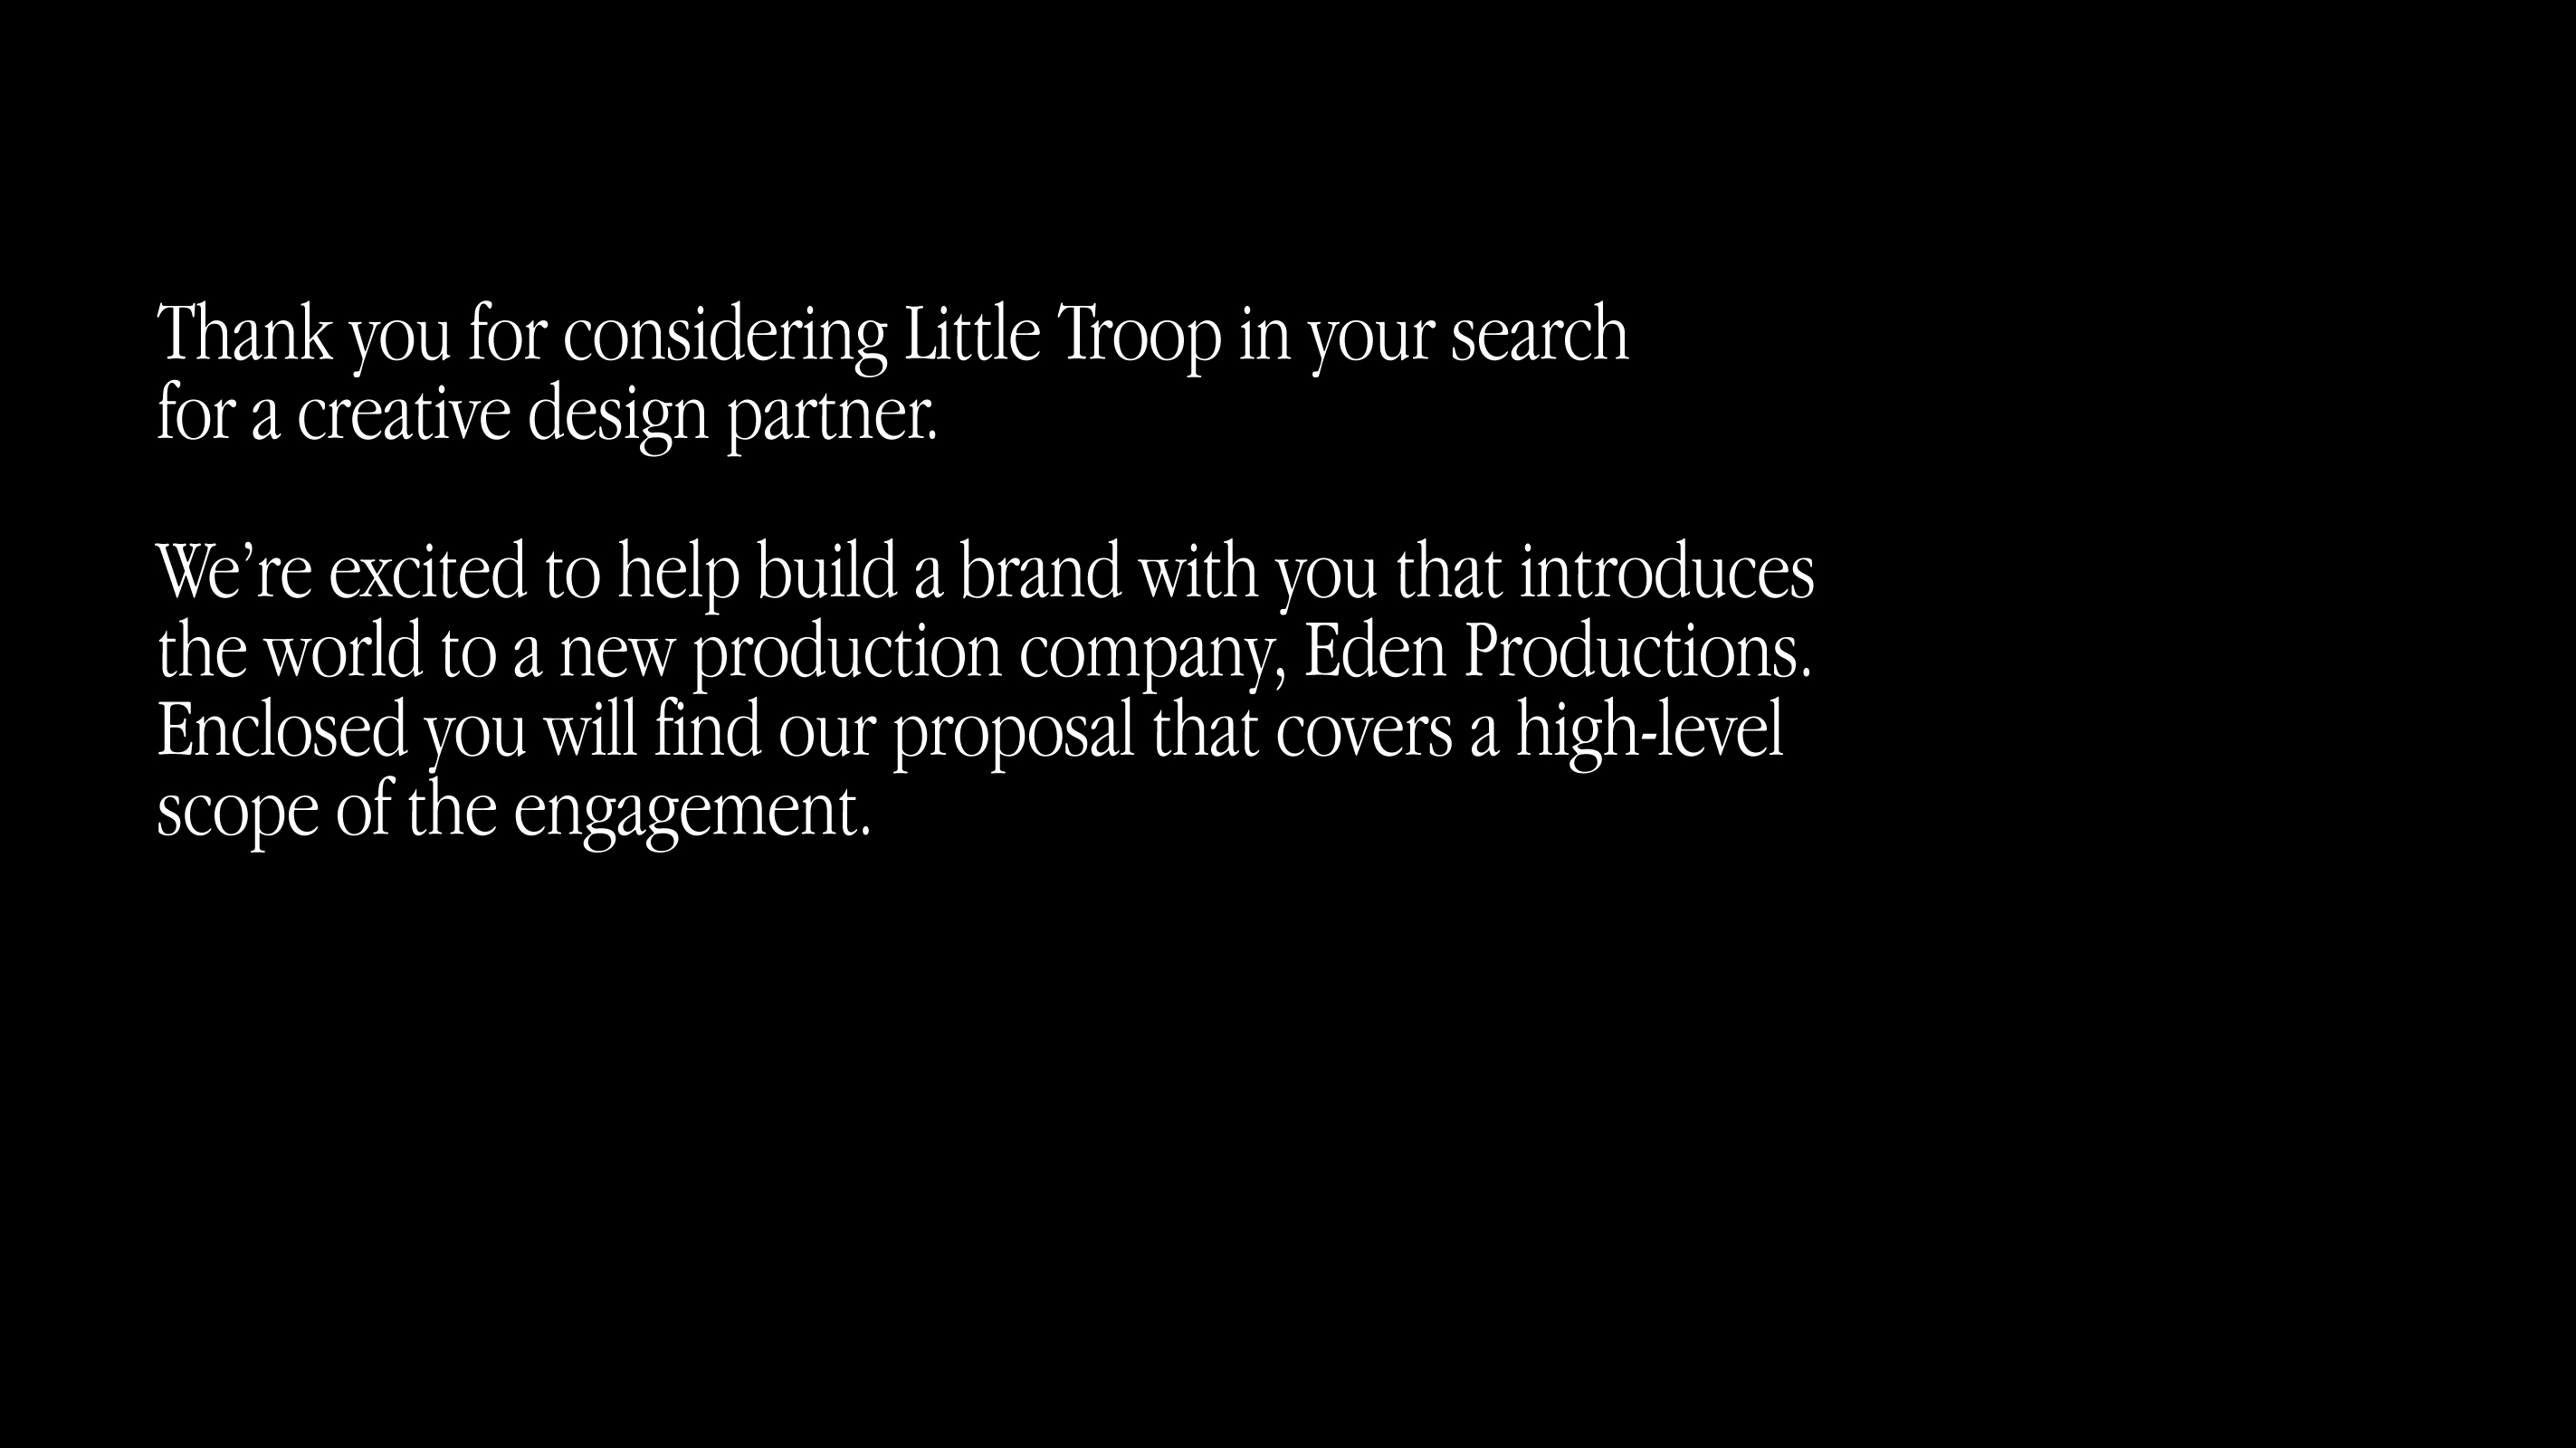 Thank you for considering Little Troop in your search
for a creative design partner.
We’re excited to help build a brand with you that introduces
the world to a new production company, Eden Productions.
Enclosed you will find our proposal that covers a high-level
scope of the engagement.